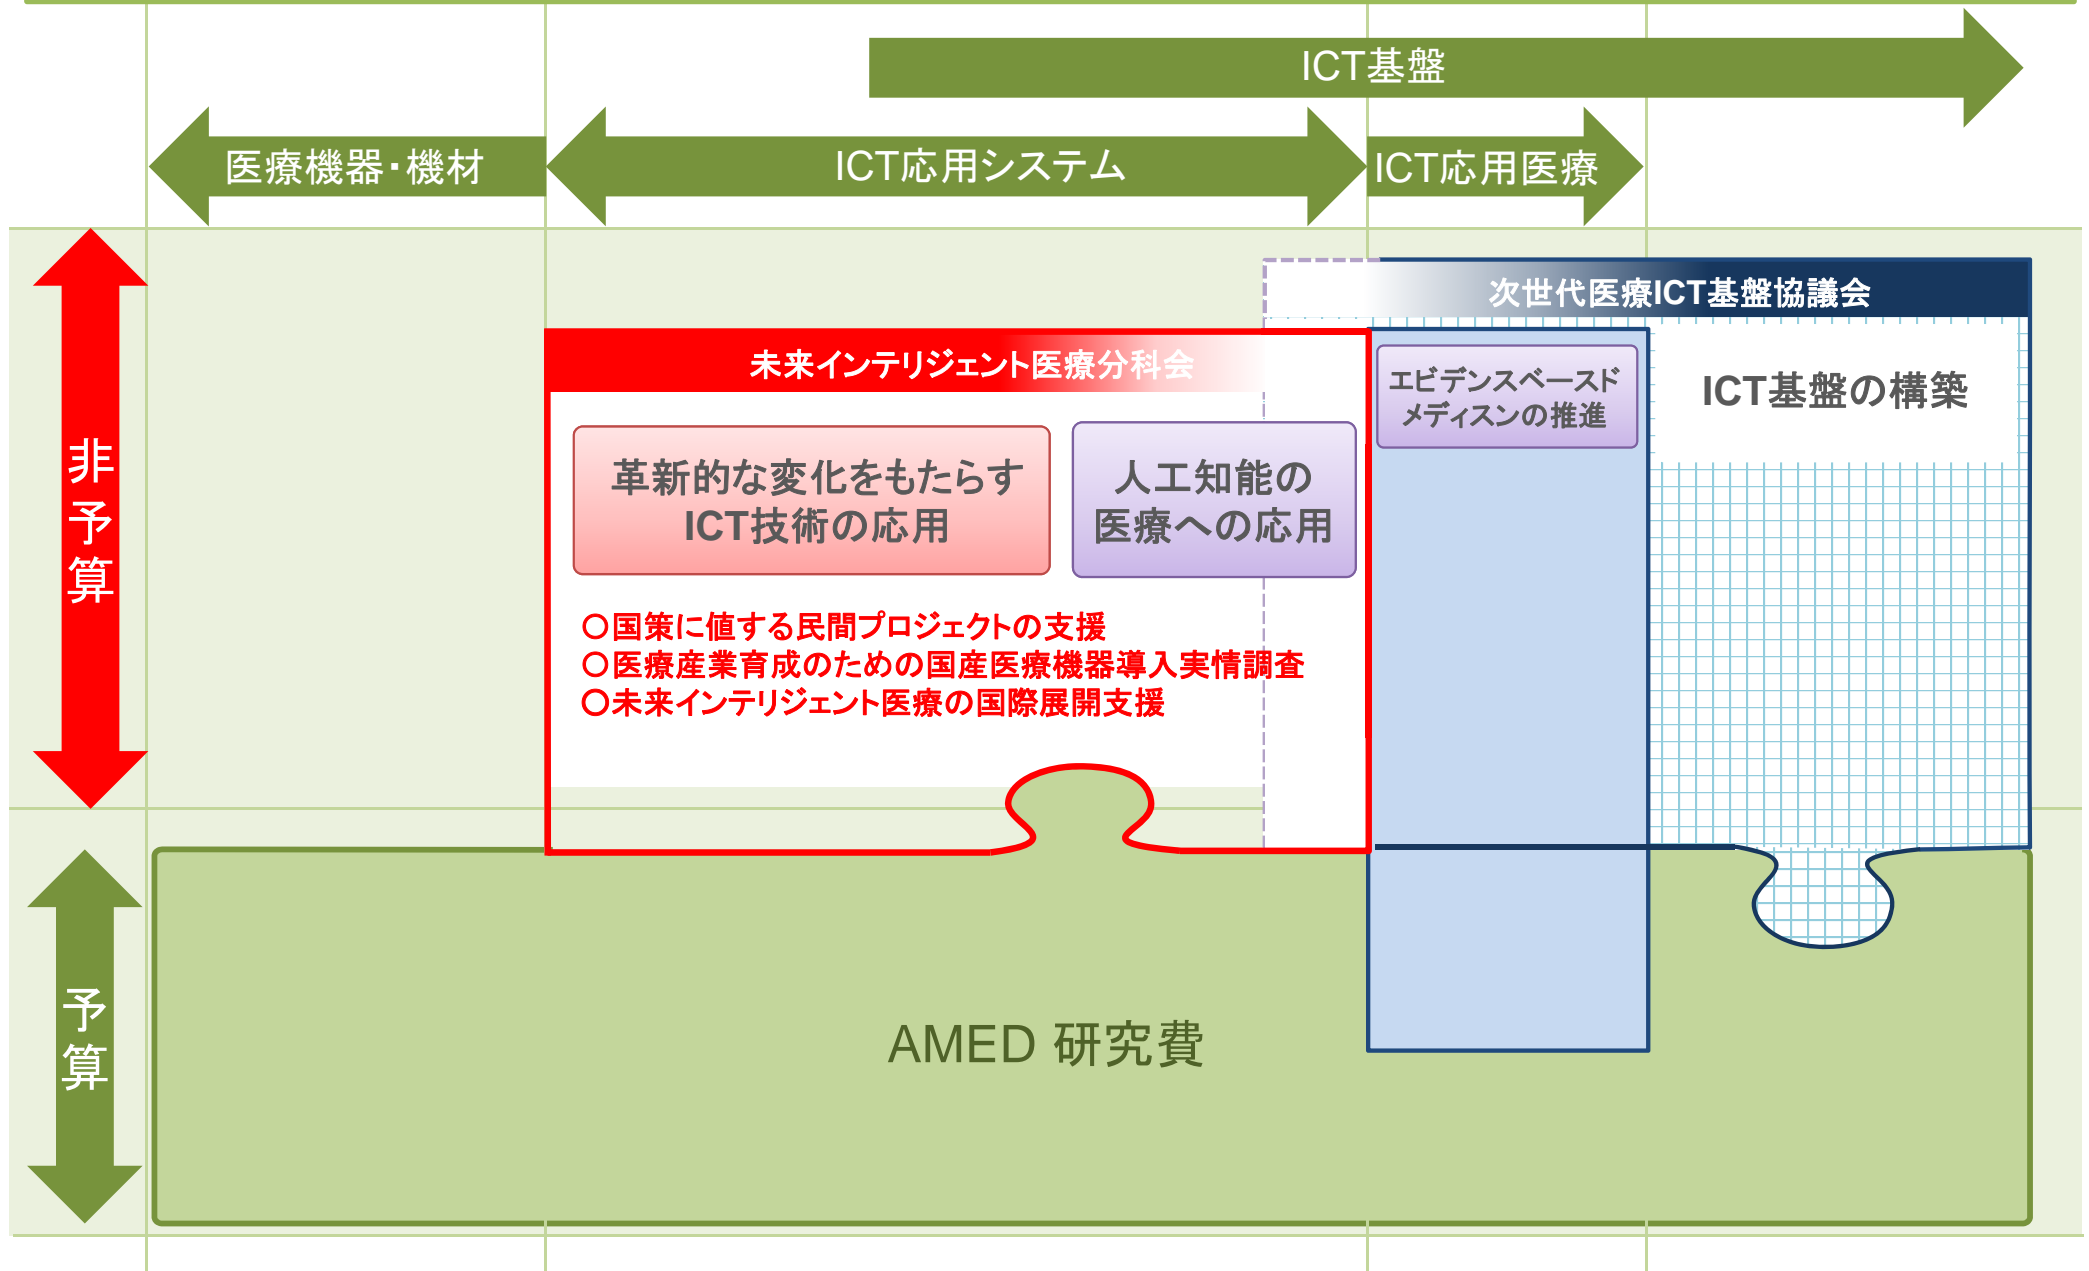 ICT基盤
医療機器・機材
ICT応用システム
ICT応用医療
非予算
次世代医療ICT基盤協議会
未来インテリジェント医療分科会
エビデンスベースド
メディスンの推進
ICT基盤の構築
革新的な変化をもたらす
ICT技術の応用
人工知能の
医療への応用
〇国策に値する民間プロジェクトの支援
〇医療産業育成のための国産医療機器導入実情調査
〇未来インテリジェント医療の国際展開支援
予算
AMED 研究費